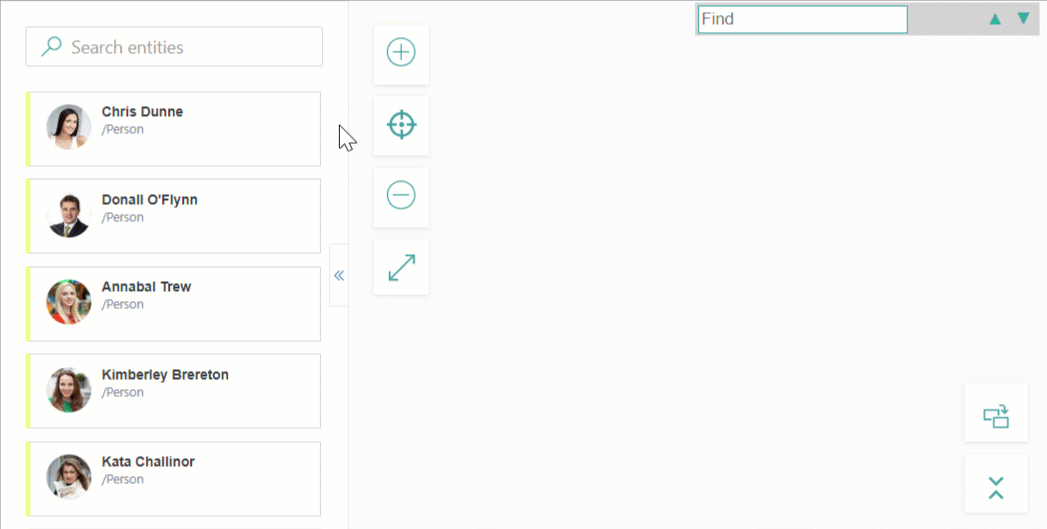 Find
Search entities
Chris Dunne
/Person
Donall O'Flynn
/Person
Annabal Trew
/Person
Kimberley Brereton
/Person
Kata Challinor
/Person